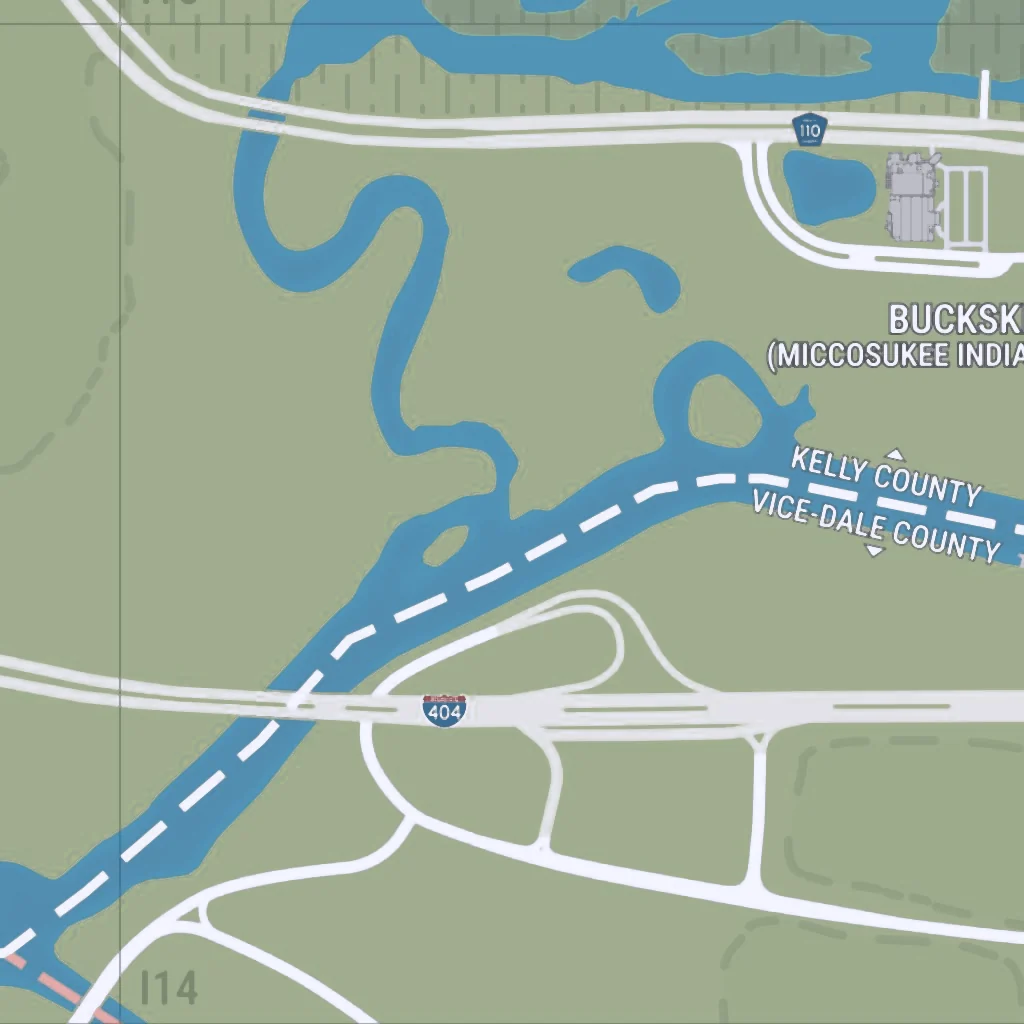 110
BUCKSK
(MICCOSUKEE INDIA
KELLY COUNTY
VICE-DALE COUNTY
404
I14